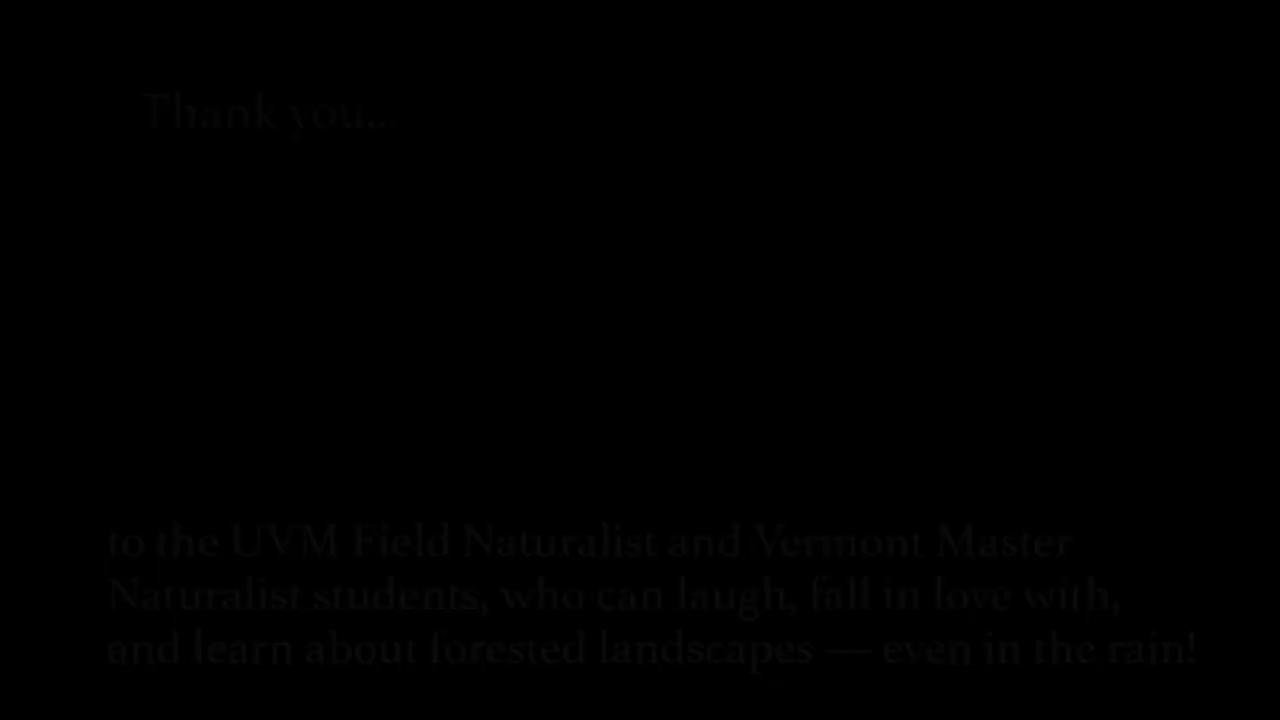 Thank you...
to the UVM Field Naturalist and Vermont Master
Naturalist students, who can laugh, fall in love with,
and learn about forested landscapes — even in the rain!